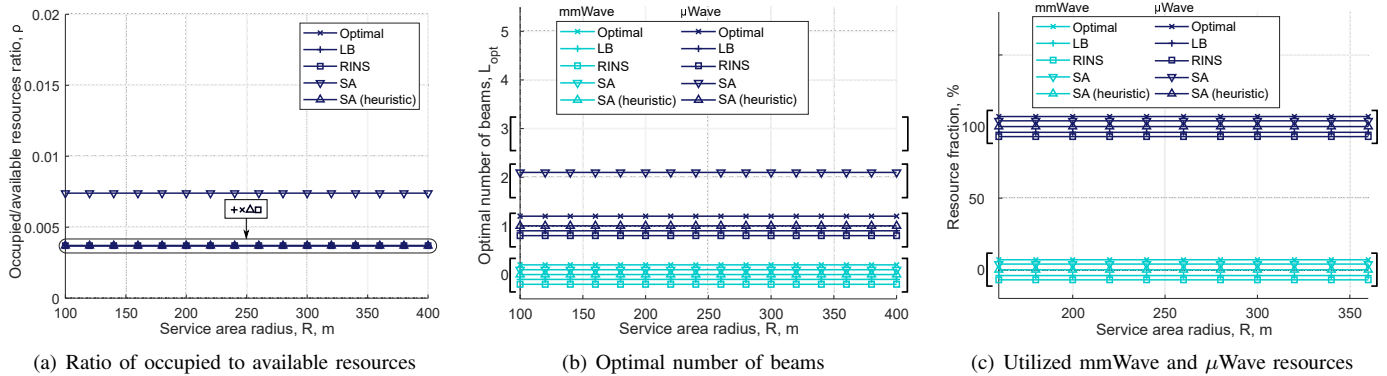 Occupied/available resources ratio, ρ
0.02
0.015
0.01
0.005
0
Optimal
LB
RINS
SA
SA (heuristic)
100 150 200 250 300 350 400
Service area radius, R, m
(a) Ratio of occupied to available resources
Optimal number of beams, L_opt
5
4
3
2
1
0
mmWave μWave
Optimal Optimal
LB LB
RINS RINS
SA SA
SA (heuristic) SA (heuristic)
100 150 200 250 300 350 400
Service area radius, R, m
(b) Optimal number of beams
Resource fraction, %
100
50
0
mmWave μWave
Optimal Optimal
LB LB
RINS RINS
SA SA
SA (heuristic) SA (heuristic)
200 250 300 350
Service area radius, R, m
(c) Utilized mmWave and μWave resources